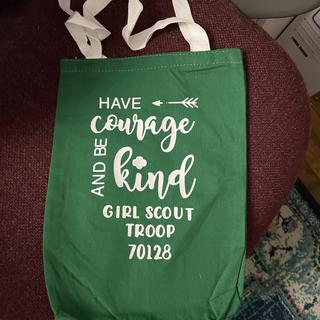 HAVE
courage
AND BE
kind
GIRL SCOUT
TROOP
70128